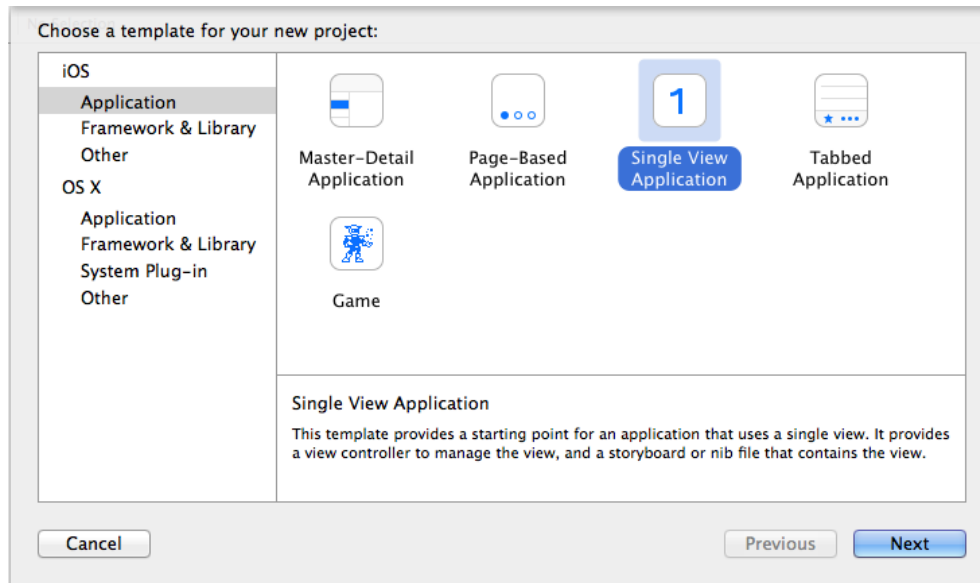 Choose a template for your new project:
iOS
Application
Framework & Library
Other
OS X
Application
Framework & Library
System Plug-in
Other
Master-Detail
Application
Page-Based
Application
1
Single View
Application
Tabbed
Application
Game
Single View Application
This template provides a starting point for an application that uses a single view. It provides
a view controller to manage the view, and a storyboard or nib file that contains the view.
Cancel
Previous
Next